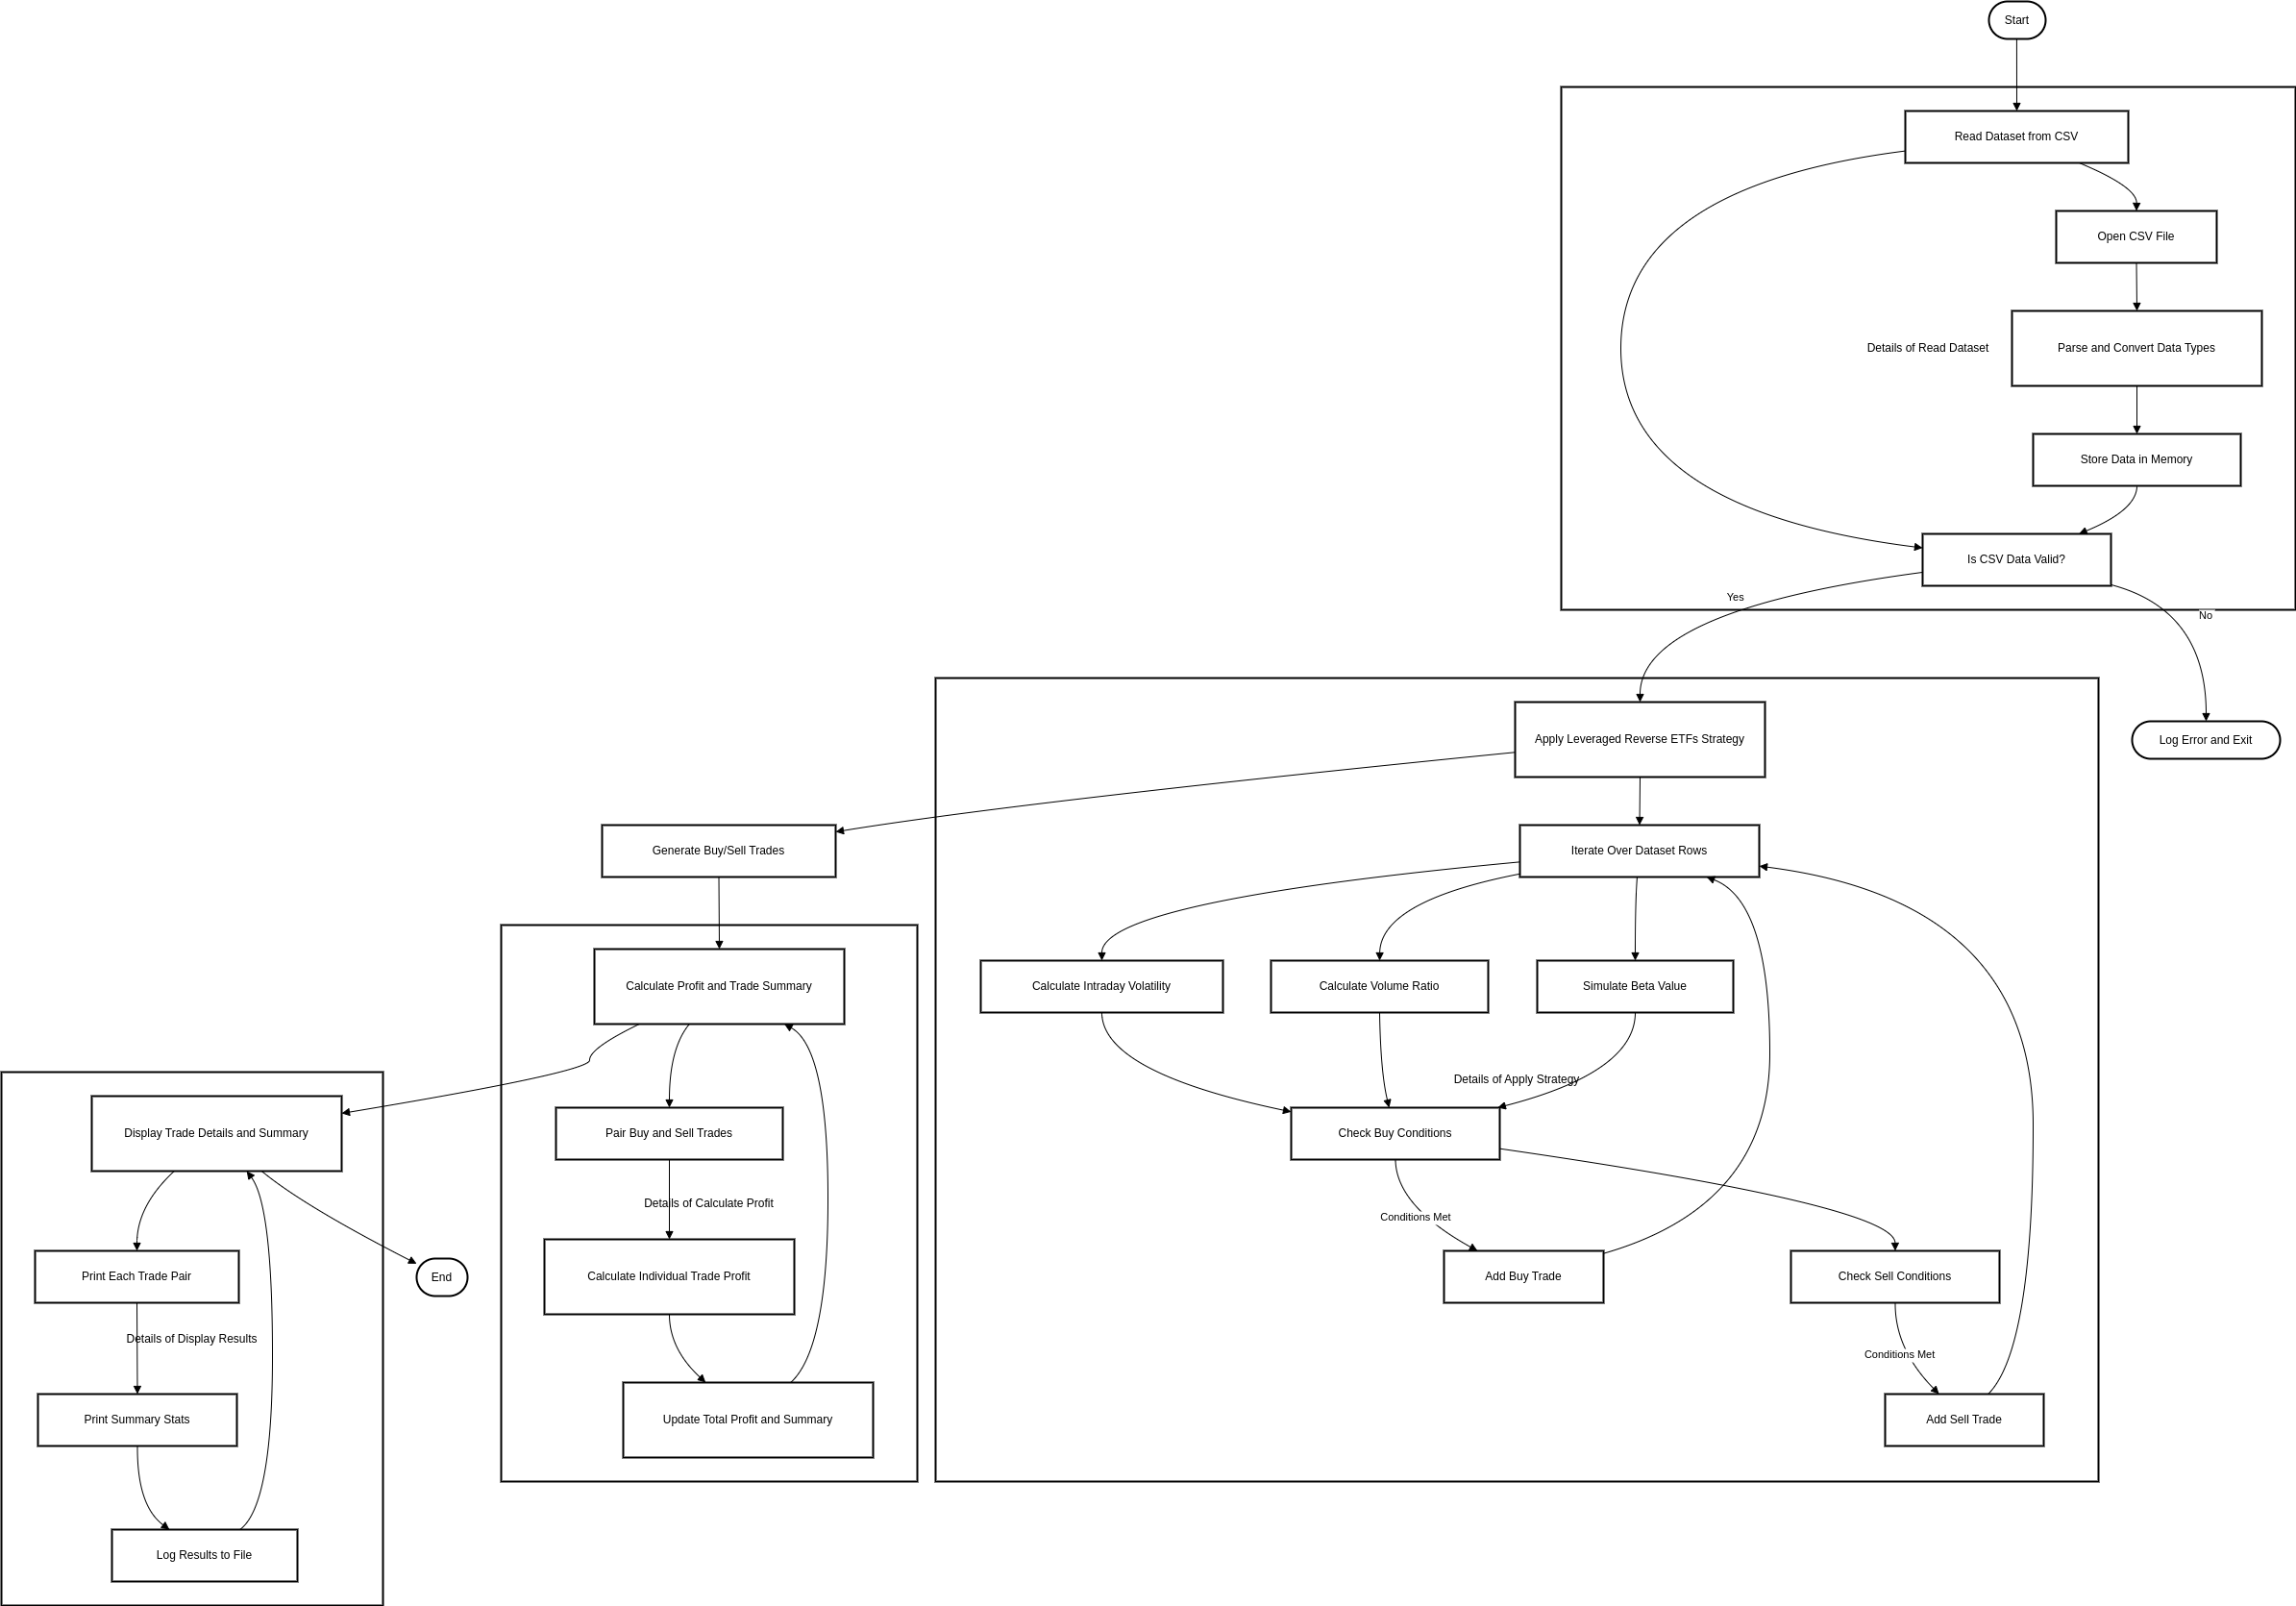 Start
Read Dataset from CSV
Open CSV File
Details of Read Dataset
Parse and Convert Data Types
Store Data in Memory
Is CSV Data Valid?
Yes
No
Apply Leveraged Reverse ETFs Strategy
Log Error and Exit
Generate Buy/Sell Trades
Iterate Over Dataset Rows
Calculate Profit and Trade Summary
Calculate Intraday Volatility
Calculate Volume Ratio
Simulate Beta Value
Details of Apply Strategy
Display Trade Details and Summary
Pair Buy and Sell Trades
Check Buy Conditions
Details of Calculate Profit
Conditions Met
Print Each Trade Pair
End
Calculate Individual Trade Profit
Add Buy Trade
Check Sell Conditions
Details of Display Results
Conditions Met
Print Summary Stats
Update Total Profit and Summary
Add Sell Trade
Log Results to File